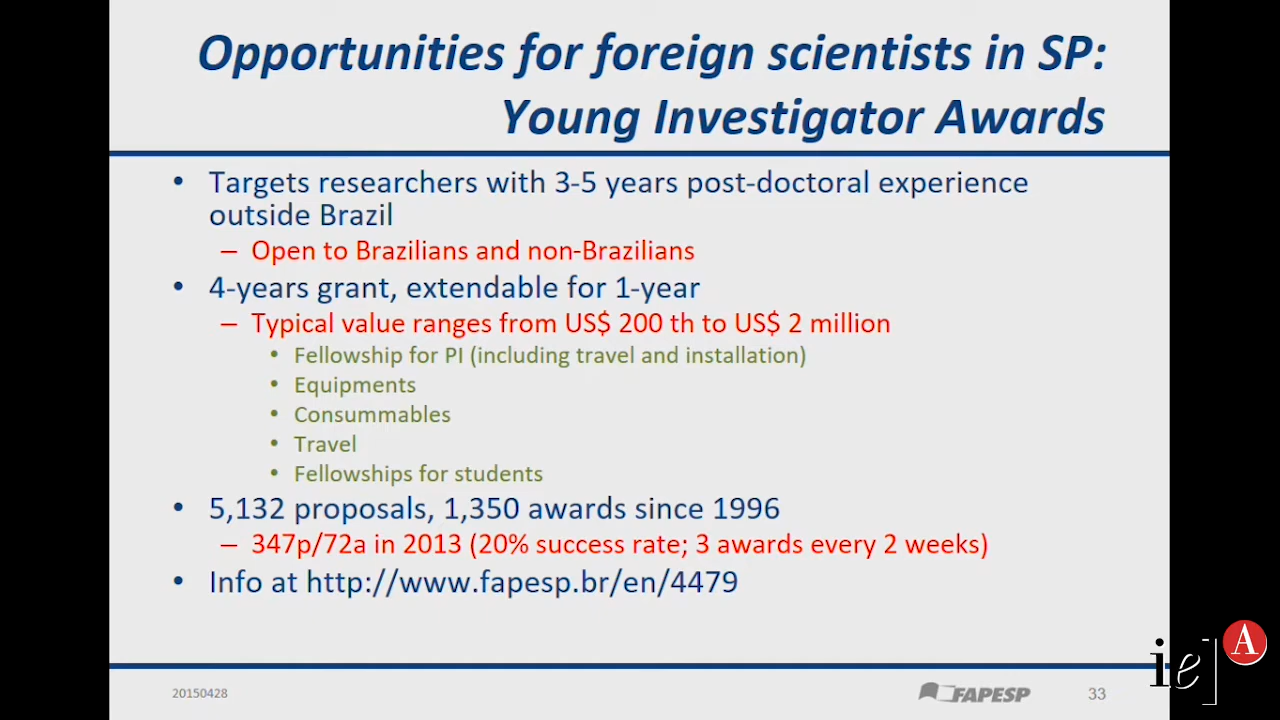 Opportunities for foreign scientists in SP:
Young Investigator Awards
• Targets researchers with 3-5 years post-doctoral experience
outside Brazil
– Open to Brazilians and non-Brazilians
• 4-years grant, extendable for 1-year
– Typical value ranges from US$ 200 th to US$ 2 million
• Fellowship for PI (including travel and installation)
• Equipments
• Consummables
• Travel
• Fellowships for students
• 5,132 proposals, 1,350 awards since 1996
– 347p/72a in 2013 (20% success rate; 3 awards every 2 weeks)
• Info at http://www.fapesp.br/en/4479
20150428
FAPESP
33
ie] A